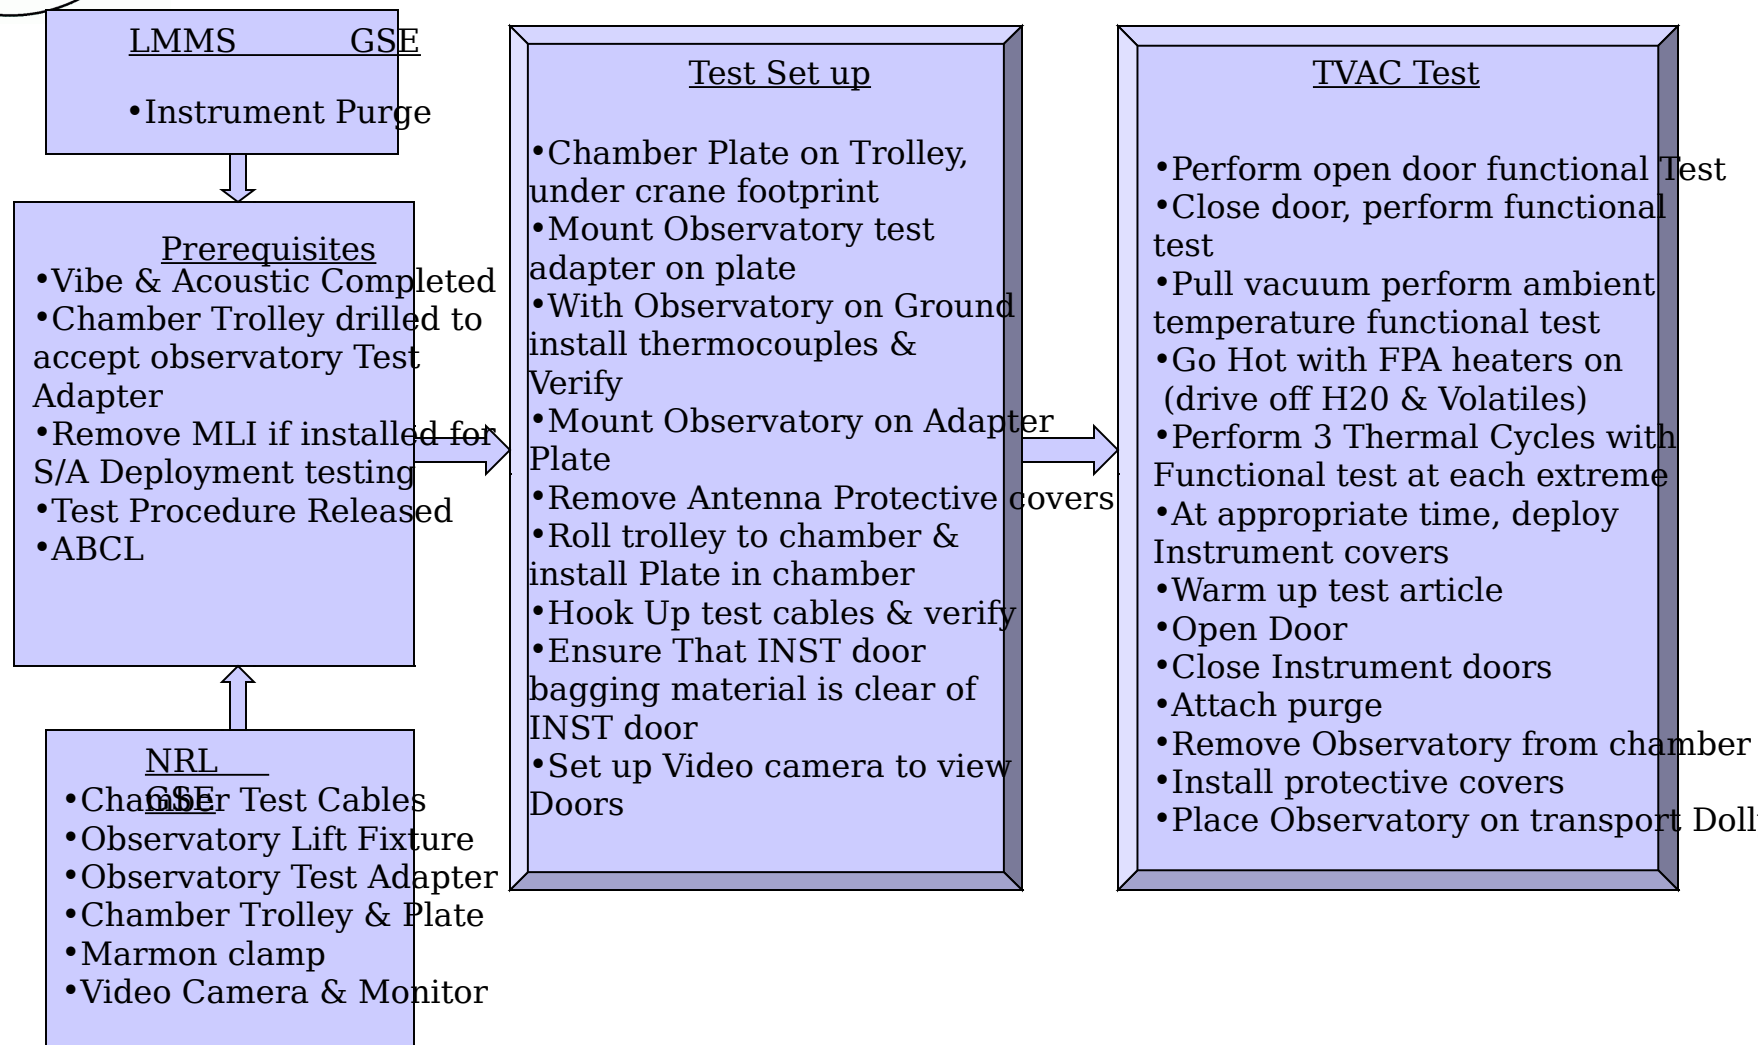 LMMS GSE
•Instrument Purge
Prerequisites
•Vibe & Acoustic Completed
•Chamber Trolley drilled to
accept observatory Test
Adapter
•Remove MLI if installed for
S/A Deployment testing
•Test Procedure Released
•ABCL
NRL
GSE
•Chamber Test Cables
•Observatory Lift Fixture
•Observatory Test Adapter
•Chamber Trolley & Plate
•Marmon clamp
•Video Camera & Monitor
Test Set up
•Chamber Plate on Trolley,
under crane footprint
•Mount Observatory test
adapter on plate
•With Observatory on Ground
install thermocouples &
Verify
•Mount Observatory on Adapter
Plate
•Remove Antenna Protective covers
•Roll trolley to chamber &
install Plate in chamber
•Hook Up test cables & verify
•Ensure That INST door
bagging material is clear of
INST door
•Set up Video camera to view
Doors
TVAC Test
•Perform open door functional Test
•Close door, perform functional
test
•Pull vacuum perform ambient
temperature functional test
•Go Hot with FPA heaters on
(drive off H20 & Volatiles)
•Perform 3 Thermal Cycles with
Functional test at each extreme
•At appropriate time, deploy
Instrument covers
•Warm up test article
•Open Door
•Close Instrument doors
•Attach purge
•Remove Observatory from chamber
•Install protective covers
•Place Observatory on transport